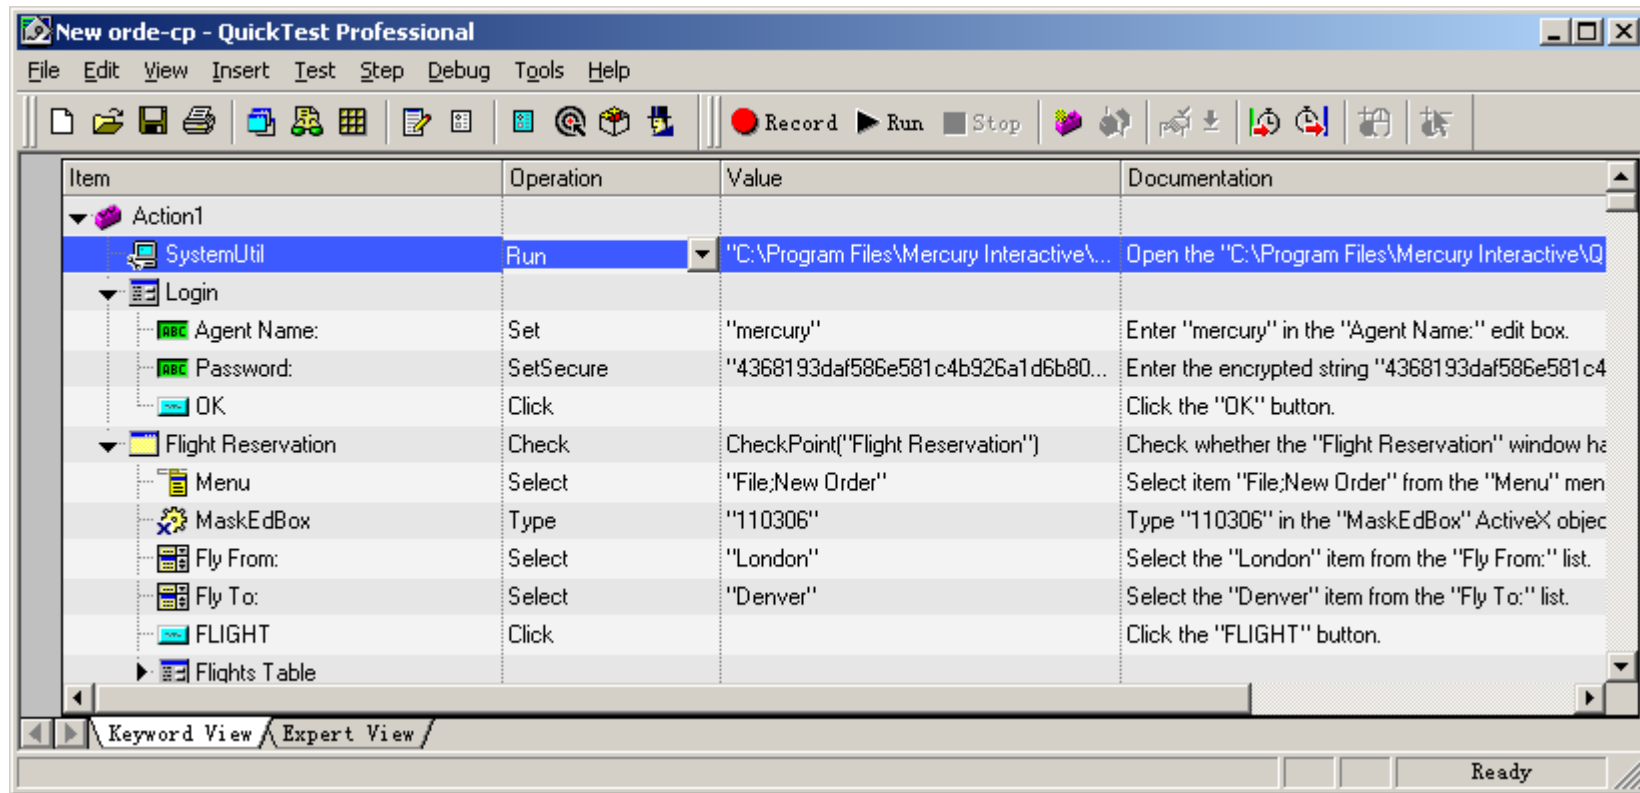 New orde-cp - QuickTest Professional
File Edit View Insert Test Step Debug Tools Help
Record Run Stop
Item Operation Value Documentation
Action1
SystemUtil Run "C:\Program Files\Mercury Interactive\... Open the "C:\Program Files\Mercury Interactive\Q
Login
ABC Agent Name: Set "mercury" Enter "mercury" in the "Agent Name:" edit box.
ABC Password: SetSecure "4368193daf586e581c4b926a1d6b80... Enter the encrypted string "4368193daf586e581c4
OK Click Click the "OK" button.
Flight Reservation Check CheckPoint("Flight Reservation") Check whether the "Flight Reservation" window ha
Menu Select "File;New Order" Select item "File;New Order" from the "Menu" men
MaskEdBox Type "110306" Type "110306" in the "MaskEdBox" ActiveX objec
Fly From: Select "London" Select the "London" item from the "Fly From:" list.
Fly To: Select "Denver" Select the "Denver" item from the "Fly To:" list.
FLIGHT Click Click the "FLIGHT" button.
Flights Table
Keyword View Expert View
Ready